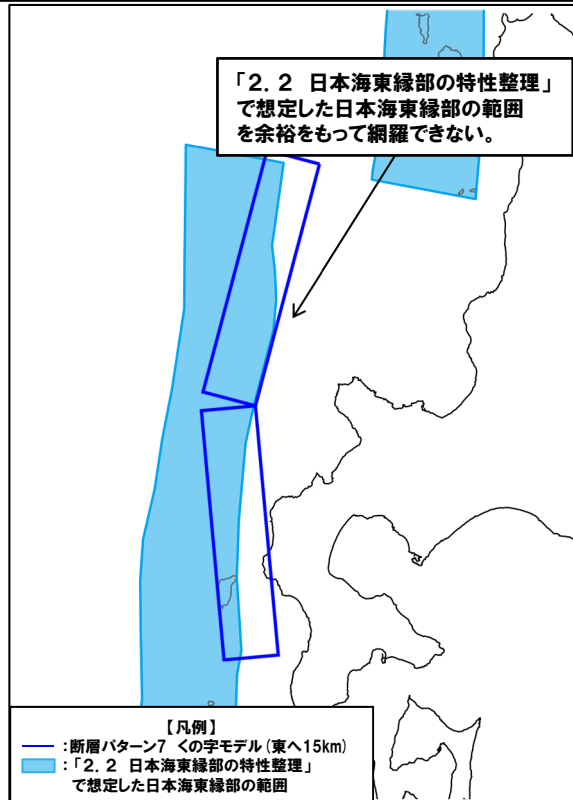 「2.2 日本海東縁部の特性整理」
で想定した日本海東縁部の範囲
を余裕をもって網羅できない。
【凡例】
:断層パターン7 くの字モデル(東へ15km)
:「2.2 日本海東縁部の特性整理」
で想定した日本海東縁部の範囲